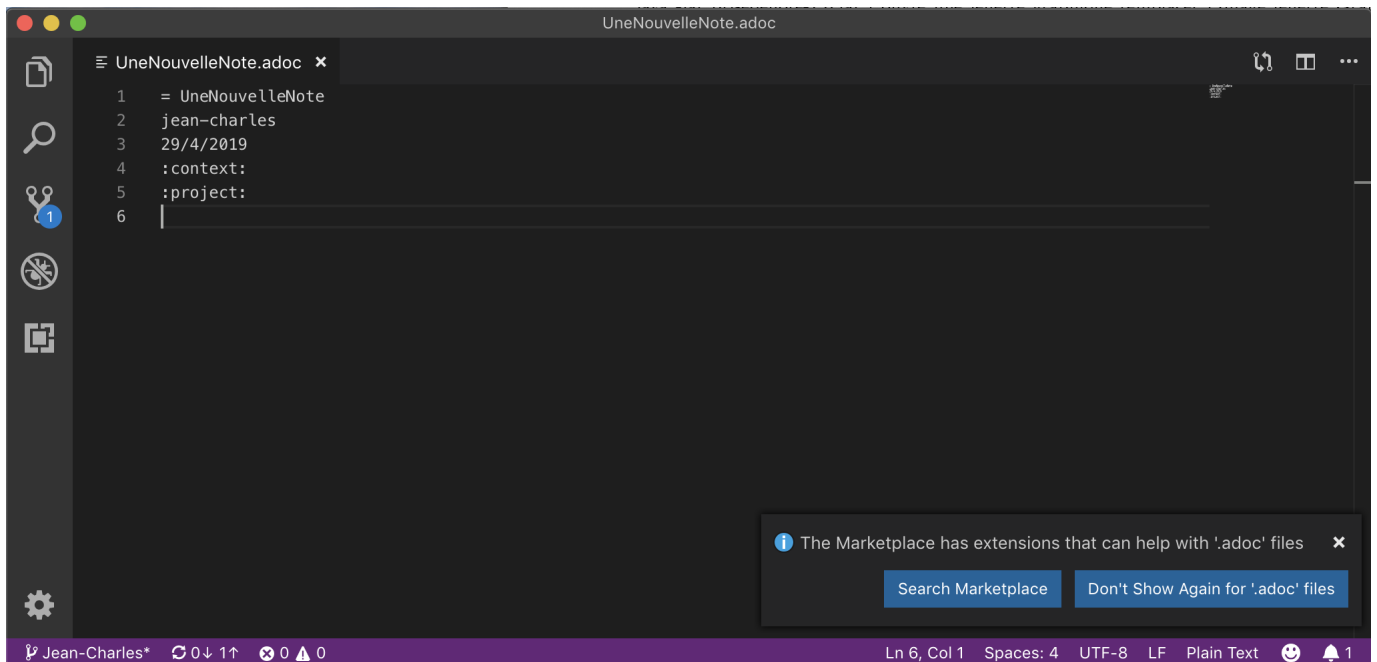 UneNouvelleNote.adoc
UneNouvelleNote.adoc ×
1 = UneNouvelleNote
2 jean-charles
3 29/4/2019
4 :context:
5 :project:
6
1
The Marketplace has extensions that can help with '.adoc' files ×
Search Marketplace Don't Show Again for '.adoc' files
Jean-Charles* 0↓ 1↑ 0 0 Ln 6, Col 1 Spaces: 4 UTF-8 LF Plain Text 1